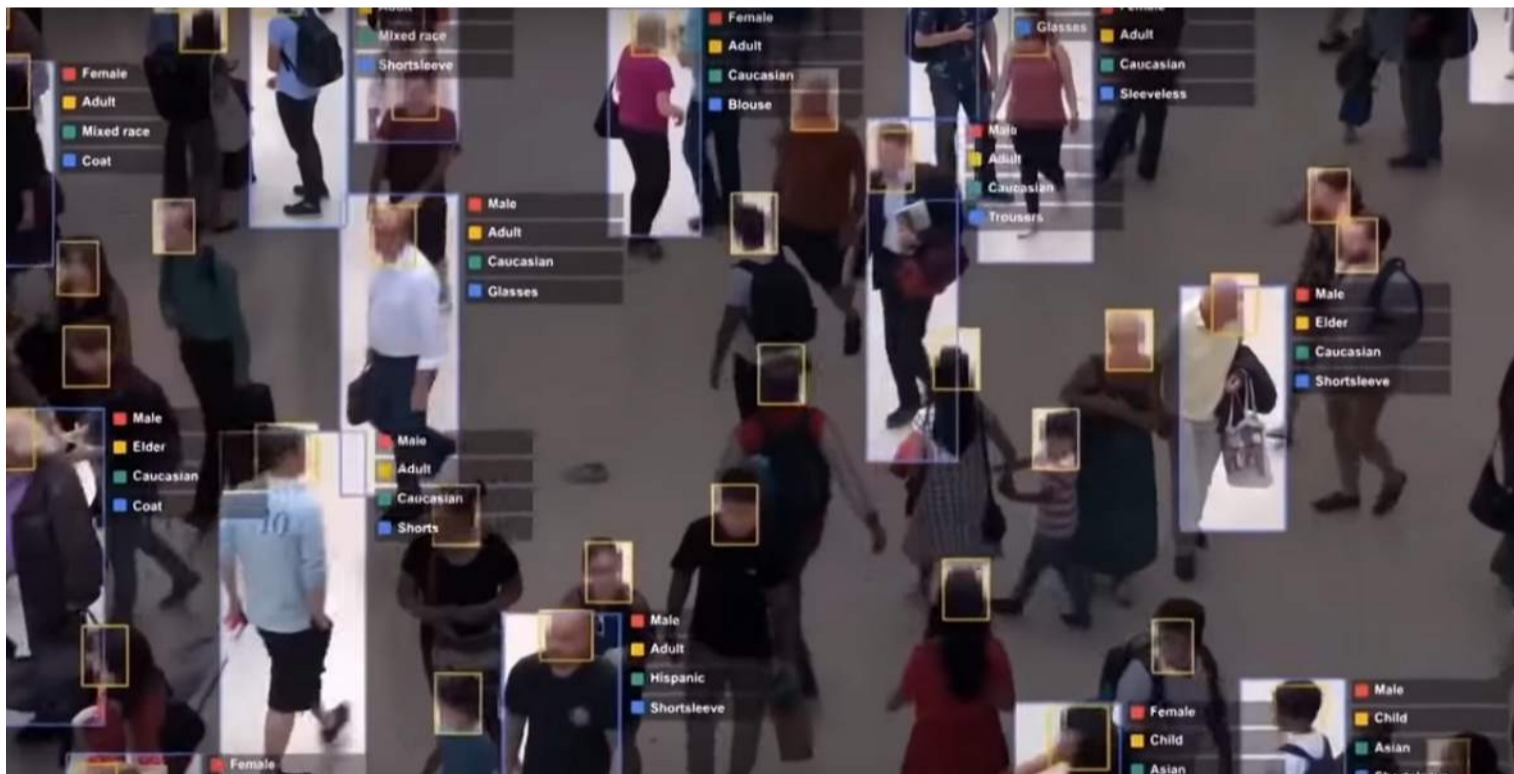 Adult
Mixed race
Shortsleeve
Female
Adult
Caucasian
Blouse
Glasses
Female
Adult
Caucasian
Sleeveless
Female
Adult
Mixed race
Coat
Male
Adult
Caucasian
Trousers
Male
Adult
Caucasian
Glasses
Male
Elder
Caucasian
Shortsleeve
Male
Elder
Caucasian
Coat
Male
Adult
Caucasian
Shorts
10
Male
Adult
Hispanic
Shortsleeve
Female
Child
Asian
Male
Child
Asian
Female